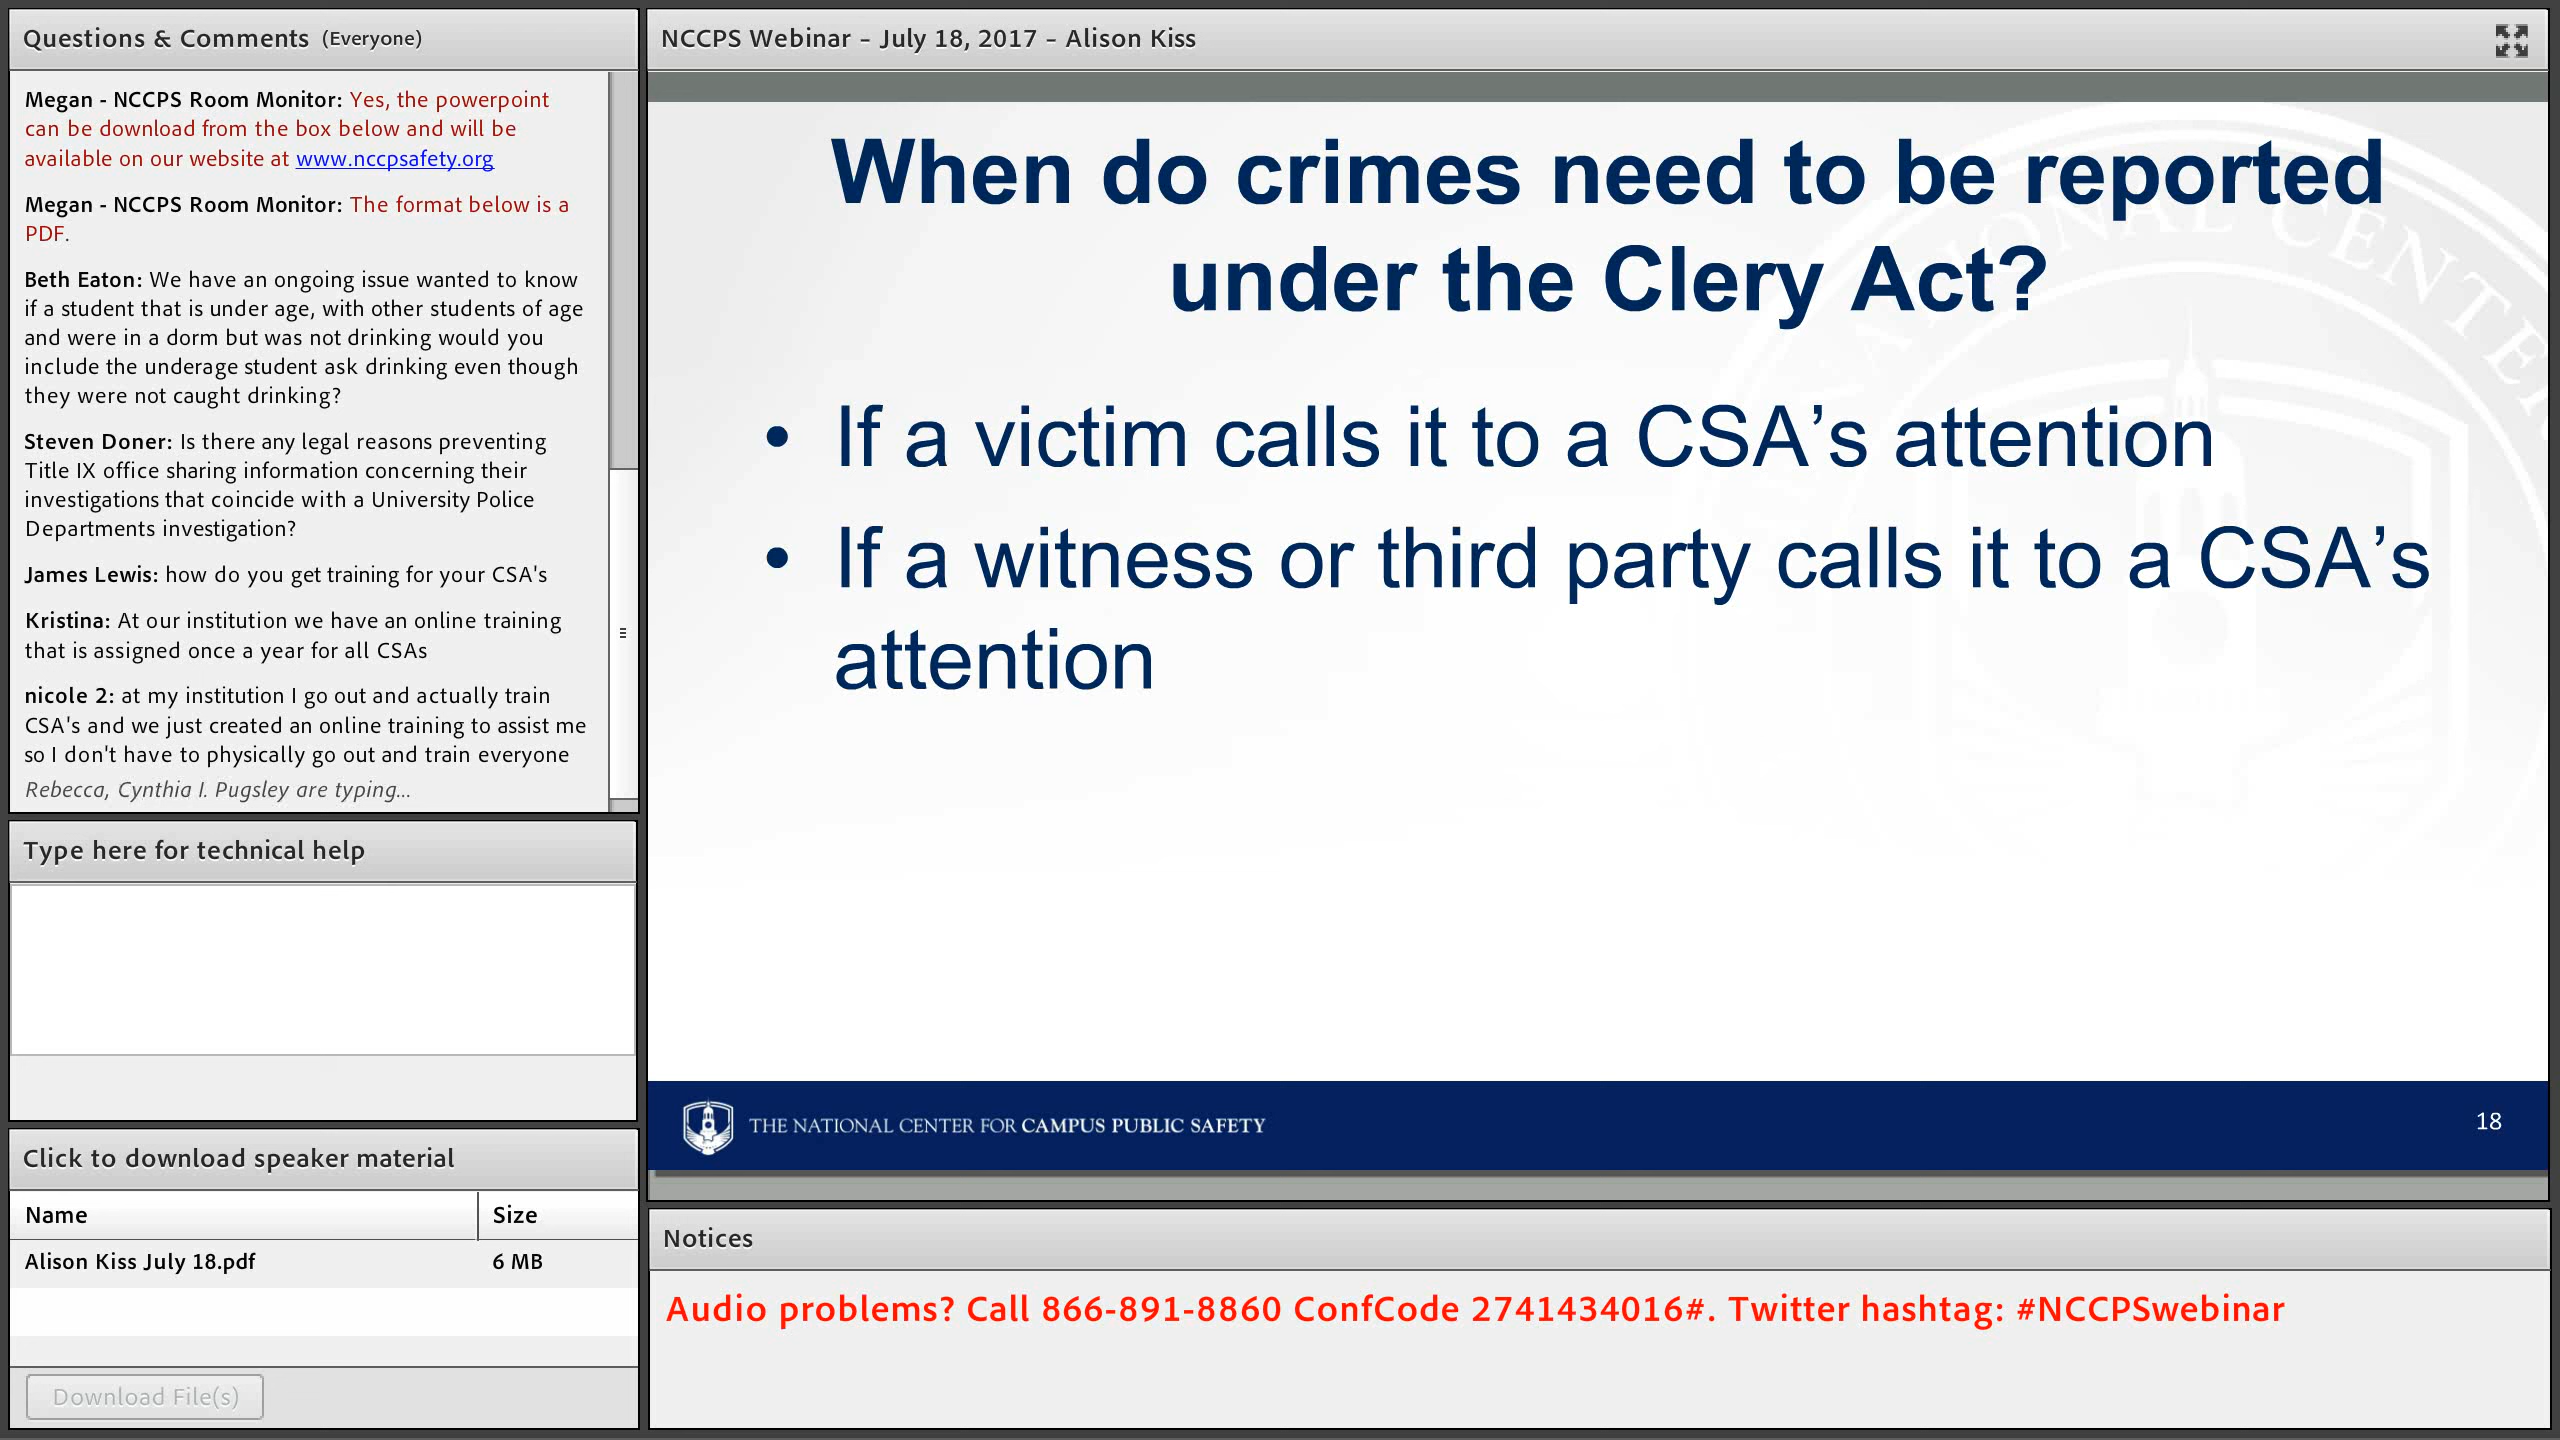 Questions & Comments (Everyone)
Megan - NCCPS Room Monitor: Yes, the powerpoint
can be download from the box below and will be
available on our website at www.nccpsafety.org
Megan - NCCPS Room Monitor: The format below is a
PDF.
Beth Eaton: We have an ongoing issue wanted to know
if a student that is under age, with other students of age
and were in a dorm but was not drinking would you
include the underage student ask drinking even though
they were not caught drinking?
Steven Doner: Is there any legal reasons preventing
Title IX office sharing information concerning their
investigations that coincide with a University Police
Departments investigation?
James Lewis: how do you get training for your CSA's
Kristina: At our institution we have an online training
that is assigned once a year for all CSAs
nicole 2: at my institution I go out and actually train
CSA's and we just created an online training to assist me
so I don't have to physically go out and train everyone
Rebecca, Cynthia I. Pugsley are typing...
Type here for technical help
Click to download speaker material
Name Size
Alison Kiss July 18.pdf 6 MB
Download File(s)
NCCPS Webinar – July 18, 2017 – Alison Kiss
When do crimes need to be reported
under the Clery Act?
• If a victim calls it to a CSA’s attention
• If a witness or third party calls it to a CSA’s
attention
NATIONAL CENTER
THE NATIONAL CENTER FOR CAMPUS PUBLIC SAFETY
18
Notices
Audio problems? Call 866-891-8860 ConfCode 2741434016#. Twitter hashtag: #NCCPSwebinar